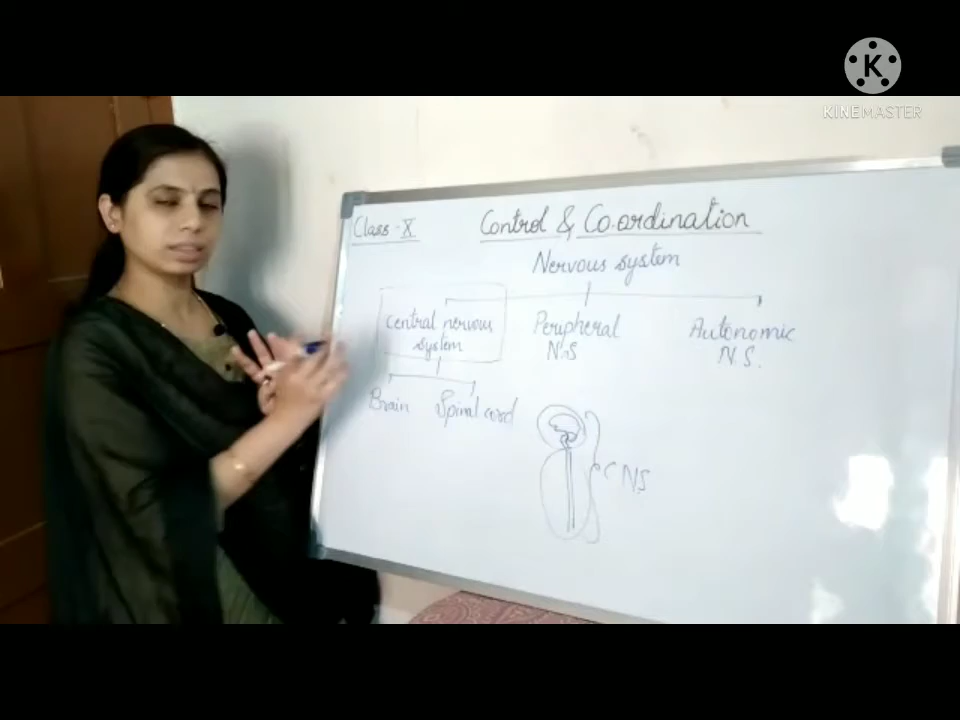 K
KINEMASTER
Class - X
Control & Co-ordination
Nervous system
Central nervous
system
Peripheral
N.S
Autonomic
N.S.
Brain
Spinal cord
CNS